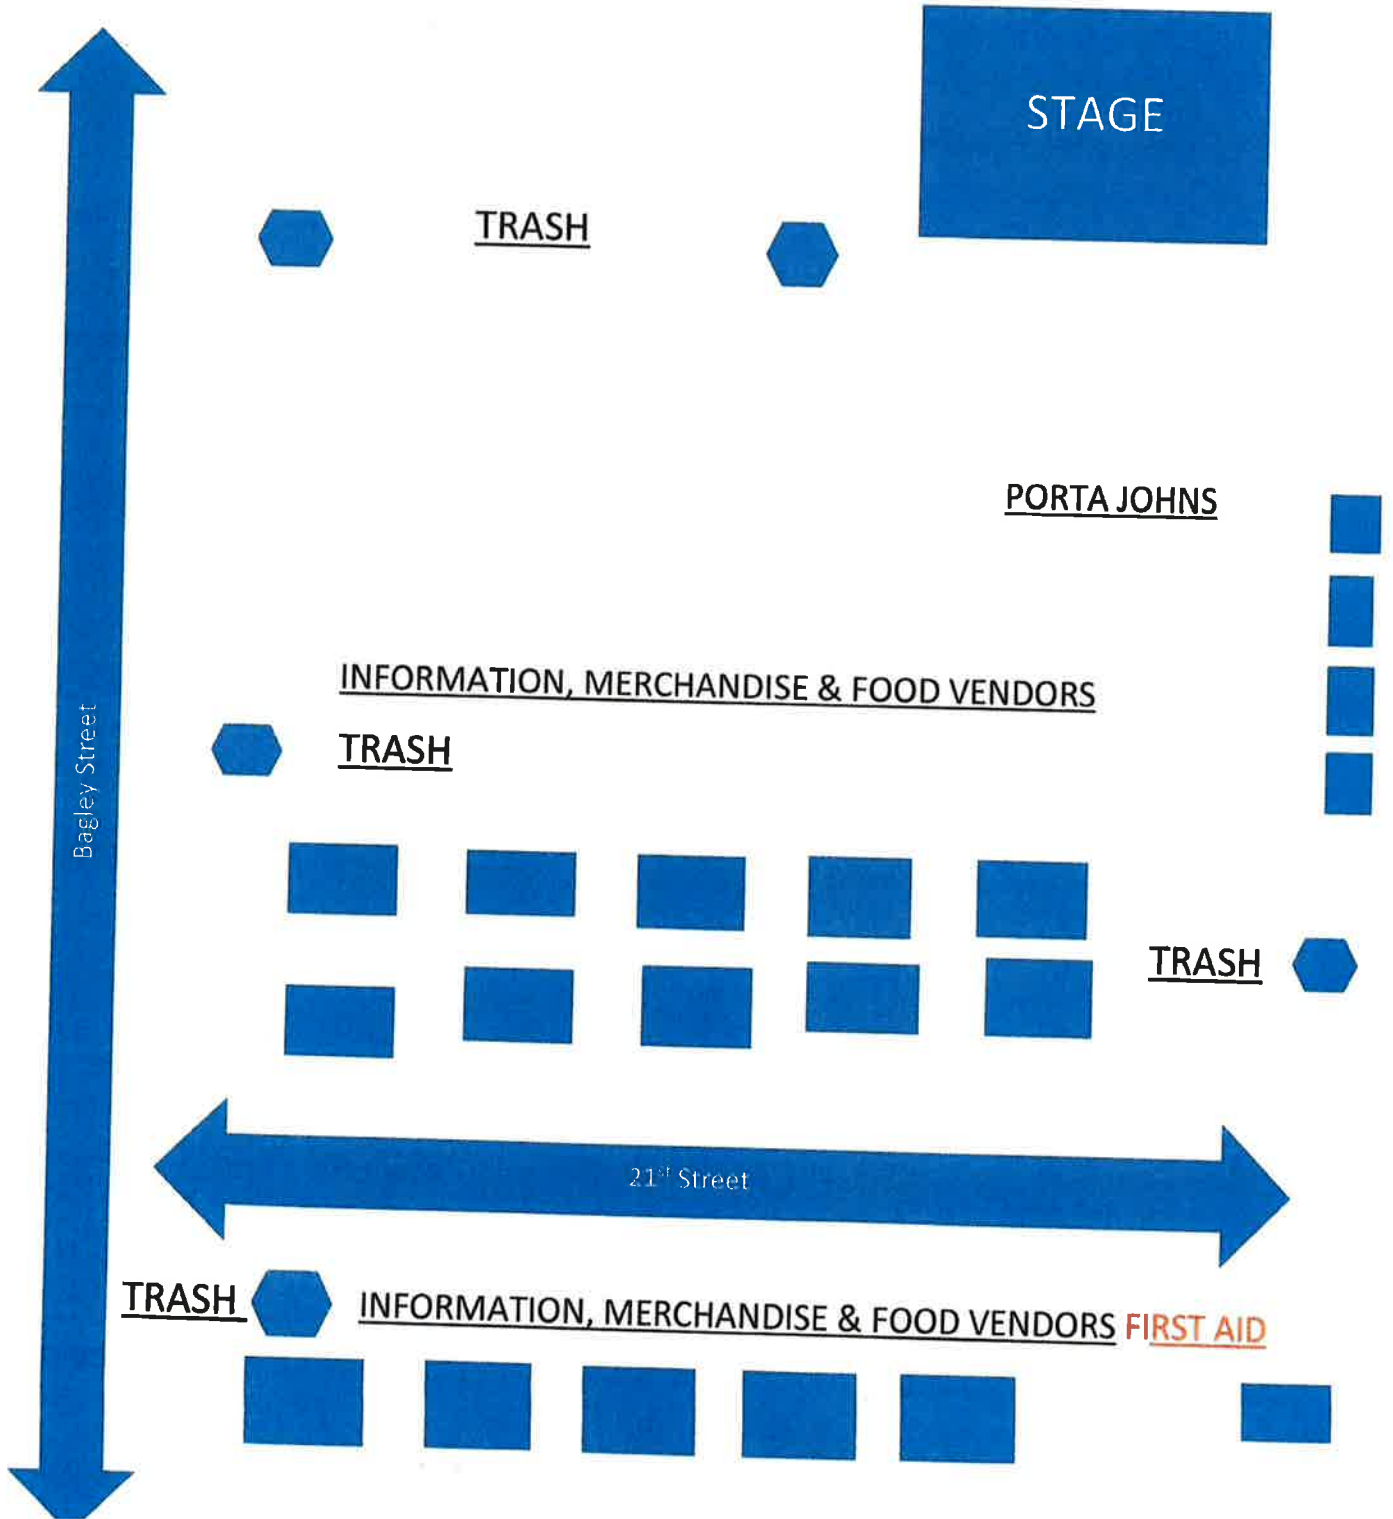 STAGE
TRASH
PORTA JOHNS
INFORMATION, MERCHANDISE & FOOD VENDORS
TRASH
Bagley Street
TRASH
21st Street
TRASH
INFORMATION, MERCHANDISE & FOOD VENDORS FIRST AID